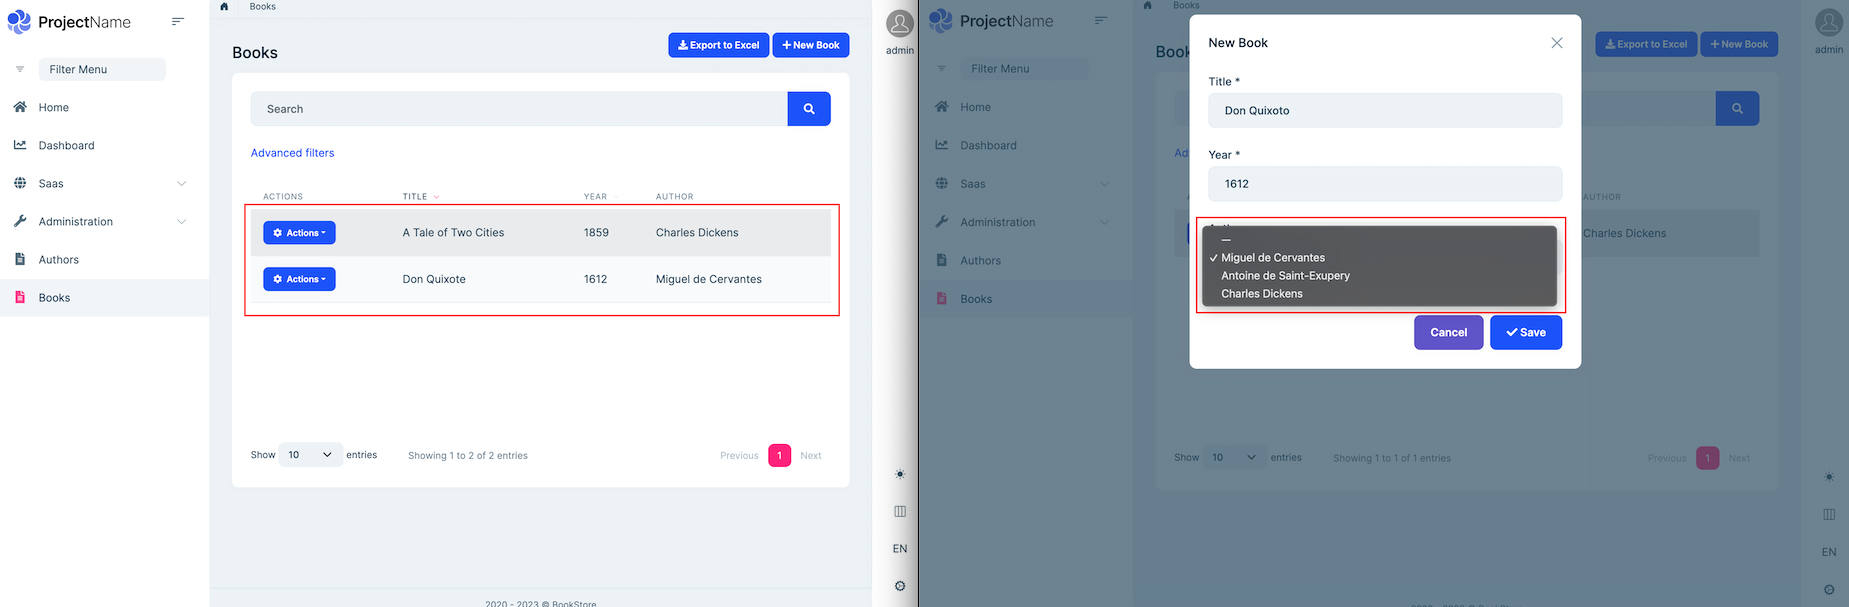 Books
ProjectName
Filter Menu
Home
Dashboard
Saas
Administration
Authors
Books
Books
Export to Excel
New Book
Search
Advanced filters
ACTIONS TITLE YEAR AUTHOR
Actions A Tale of Two Cities 1859 Charles Dickens
Actions Don Quixote 1612 Miguel de Cervantes
Show 10 entries Showing 1 to 2 of 2 entries Previous 1 Next
2020 - 2023 © BookStore
admin
EN
Books
ProjectName
Filter Menu
Home
Dashboard
Saas
Administration
Authors
Books
Export to Excel
New Book
AUTHOR
Charles Dickens
New Book
Title *
Don Quixoto
Year *
1612
—
Miguel de Cervantes
Antoine de Saint-Exupery
Charles Dickens
Cancel
Save
Show 10 entries Showing 1 to 1 of 1 entries Previous 1 Next
admin
EN